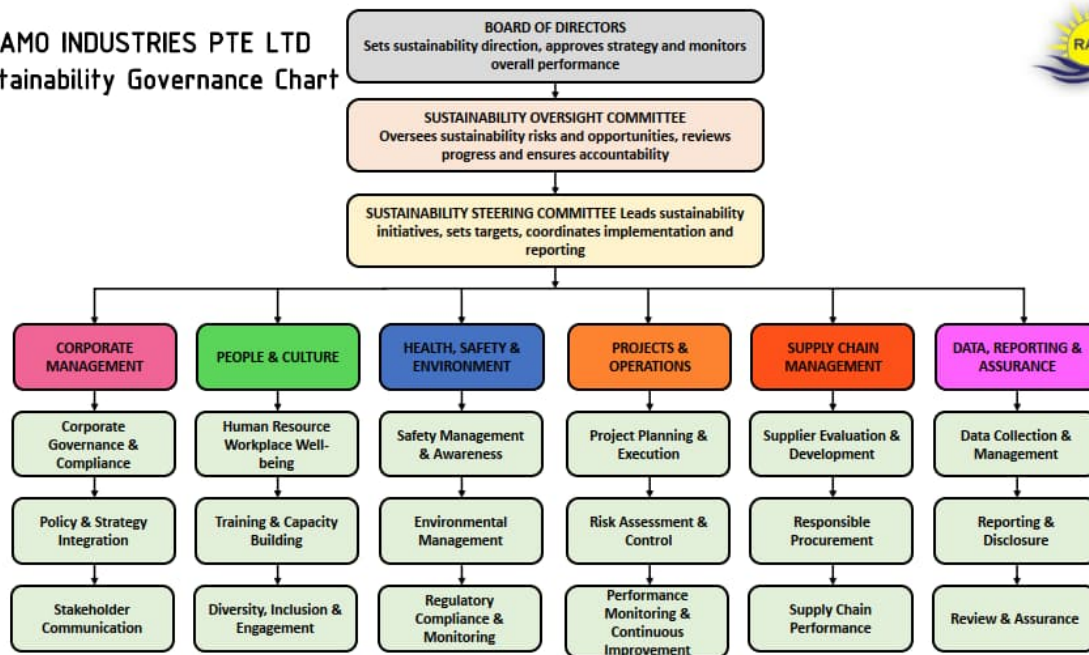 AMO INDUSTRIES PTE LTD
tainability Governance Chart
BOARD OF DIRECTORS
Sets sustainability direction, approves strategy and monitors
overall performance
RA
SUSTAINABILITY OVERSIGHT COMMITTEE
Oversees sustainability risks and opportunities, reviews
progress and ensures accountability
SUSTAINABILITY STEERING COMMITTEE Leads sustainability
initiatives, sets targets, coordinates implementation and
reporting
CORPORATE
MANAGEMENT
PEOPLE & CULTURE
HEALTH, SAFETY &
ENVIRONMENT
PROJECTS &
OPERATIONS
SUPPLY CHAIN
MANAGEMENT
DATA, REPORTING &
ASSURANCE
Corporate
Governance &
Compliance
Human Resource
Workplace Well-
being
Safety Management
& Awareness
Project Planning &
Execution
Supplier Evaluation &
Development
Data Collection &
Management
Policy & Strategy
Integration
Training & Capacity
Building
Environmental
Management
Risk Assessment &
Control
Responsible
Procurement
Reporting &
Disclosure
Stakeholder
Communication
Diversity, Inclusion &
Engagement
Regulatory
Compliance &
Monitoring
Performance
Monitoring &
Continuous
Improvement
Supply Chain
Performance
Review & Assurance